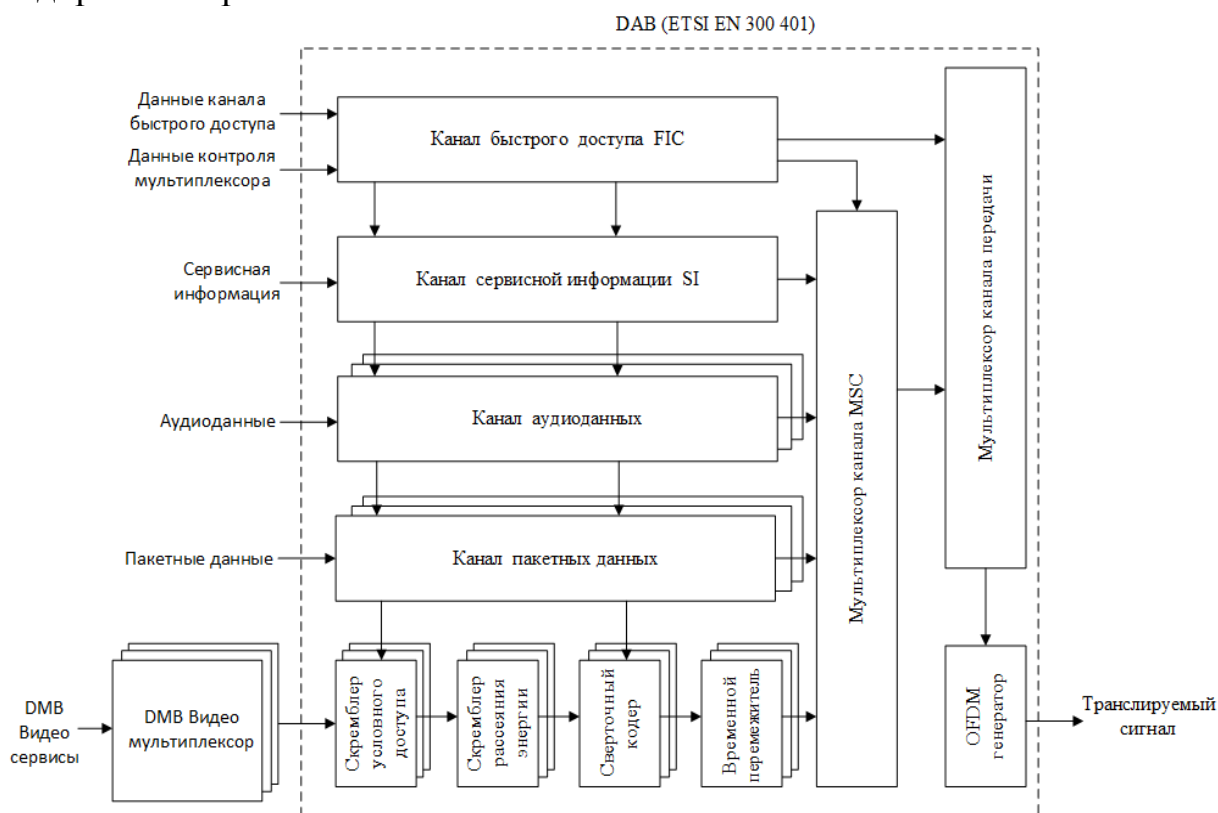 DAB (ETSI EN 300 401)
Данные канала
быстрого доступа
Данные контроля
мультиплексора
Канал быстрого доступа FIC
Сервисная
информация
Канал сервисной информации SI
Аудиоданные
Канал аудиоданных
Пакетные данные
Канал пакетных данных
DMB
Видео
сервисы
DMB Видео
мультиплексор
Скремблер
условного
доступа
Скремблер
рассеяния
энергии
Сверточный
кодер
Временной
перемежитель
Мультиплексор канала MSC
Мультиплексор канала передачи
OFDM
генератор
Транслируемый
сигнал